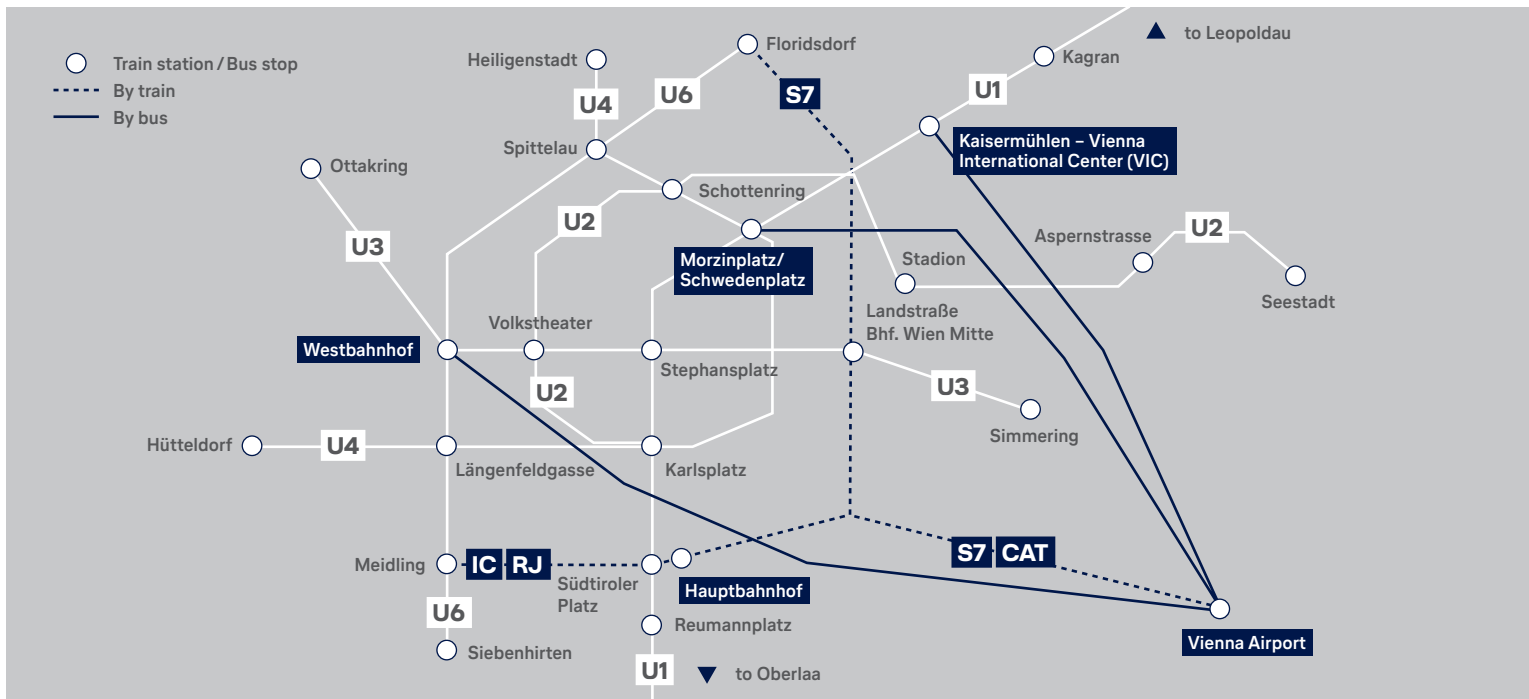 Train station / Bus stop
By train
By bus
to Leopoldau
Floridsdorf
Heiligenstadt
Kagran
U1
U6
S7
U4
Kaisermühlen – Vienna
International Center (VIC)
Spittelau
Ottakring
Schottenring
U2
U3
Aspernstrasse
U2
Morzinplatz/
Schwedenplatz
Stadion
Seestadt
Volkstheater
Landstraße
Bhf. Wien Mitte
Westbahnhof
Stephansplatz
U2
U3
Simmering
Hütteldorf
U4
Längenfeldgasse
Karlsplatz
Meidling
IC
RJ
S7
CAT
Südtiroler
Platz
Hauptbahnhof
U6
Reumannplatz
Vienna Airport
Siebenhirten
U1
to Oberlaa